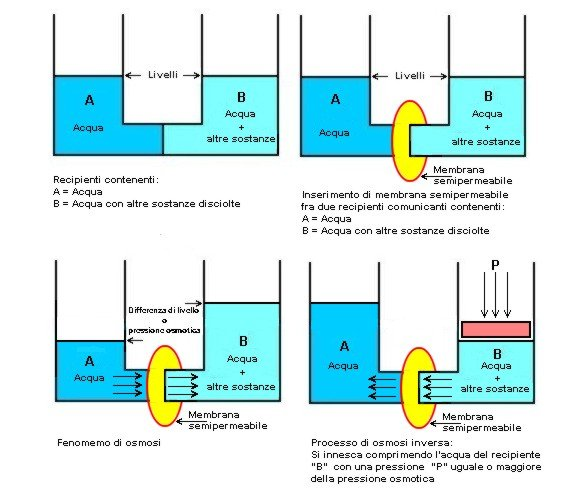 Livelli
A
Acqua
B
Acqua
+
altre sostanze
Recipienti contenenti:
A = Acqua
B = Acqua con altre sostanze disciolte
Livelli
A
Acqua
B
Acqua
+
altre sostanze
Membrana
semipermeabile
Inserimento di membrana semipermeabile
fra due recipienti comunicanti contenenti:
A = Acqua
B = Acqua con altre sostanze disciolte
Differenza di livello
o
pressione osmotica
A
Acqua
B
Acqua
+
altre sostanze
Membrana
semipermeabile
Fenomemo di osmosi
P
A
Acqua
B
Acqua
+
altre sostanze
Membrana
semipermeabile
Processo di osmosi inversa:
Si innesca comprimendo l'acqua del recipiente
"B" con una pressione "P" uguale o maggiore
della pressione osmotica